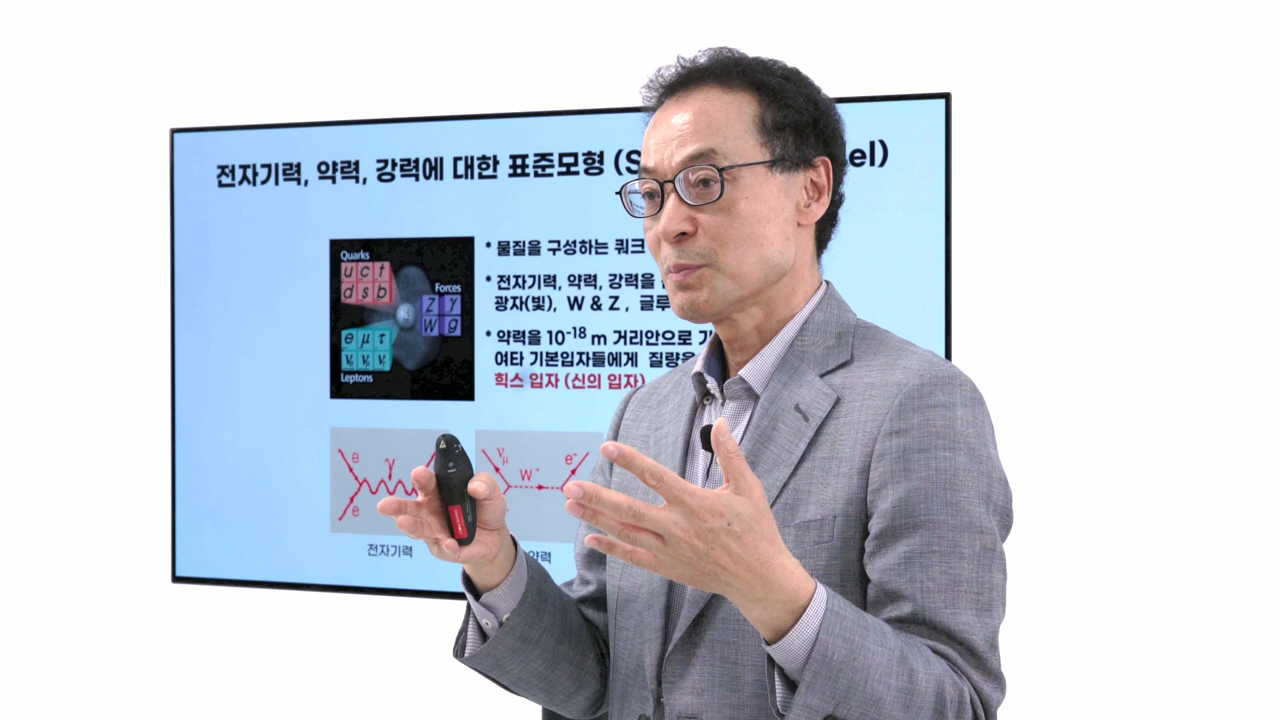 전자기력, 약력, 강력에 대한 표준모형 (S el)
Quarks
u c t
d s b
Forces
Z γ
W g
H
e μ τ
ν ν ν
Leptons
* 물질을 구성하는 쿼크
* 전자기력, 약력, 강력을
광자(빛), W & Z , 글루
* 약력을 10-18 m 거리안으로
여타 기본입자들에게 질량을
힉스 입자 (신의 입자)
e γ
e
νμ W- e-
전자기력
약력